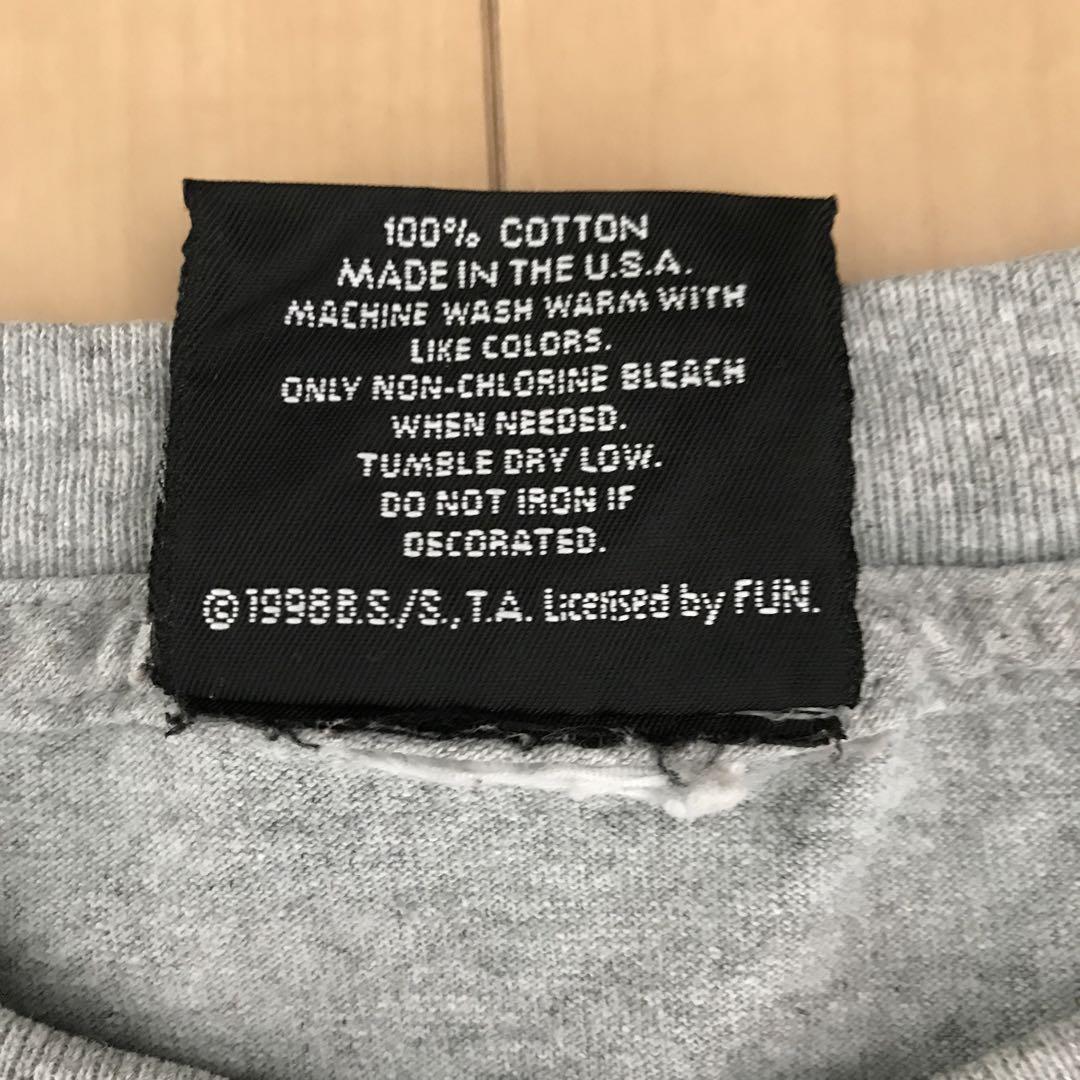 100% COTTON
MADE IN THE U.S.A.
MACHINE WASH WARM WITH
LIKE COLORS.
ONLY NON-CHLORINE BLEACH
WHEN NEEDED.
TUMBLE DRY LOW.
DO NOT IRON IF
DECORATED.
©1998 B.S./S., T.A. Licensed by FUN.